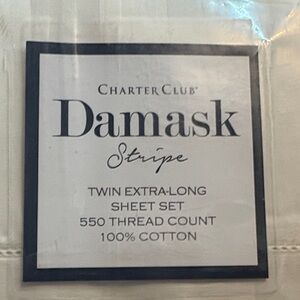 CHARTER CLUB®
Damask
Stripe
TWIN EXTRA-LONG
SHEET SET
550 THREAD COUNT
100% COTTON